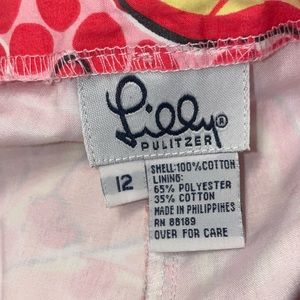 Lilly®
PULITZER
12
SHELL:100% COTTON
LINING:
65% POLYESTER
35% COTTON
MADE IN PHILIPPINES
RN 88189
OVER FOR CARE